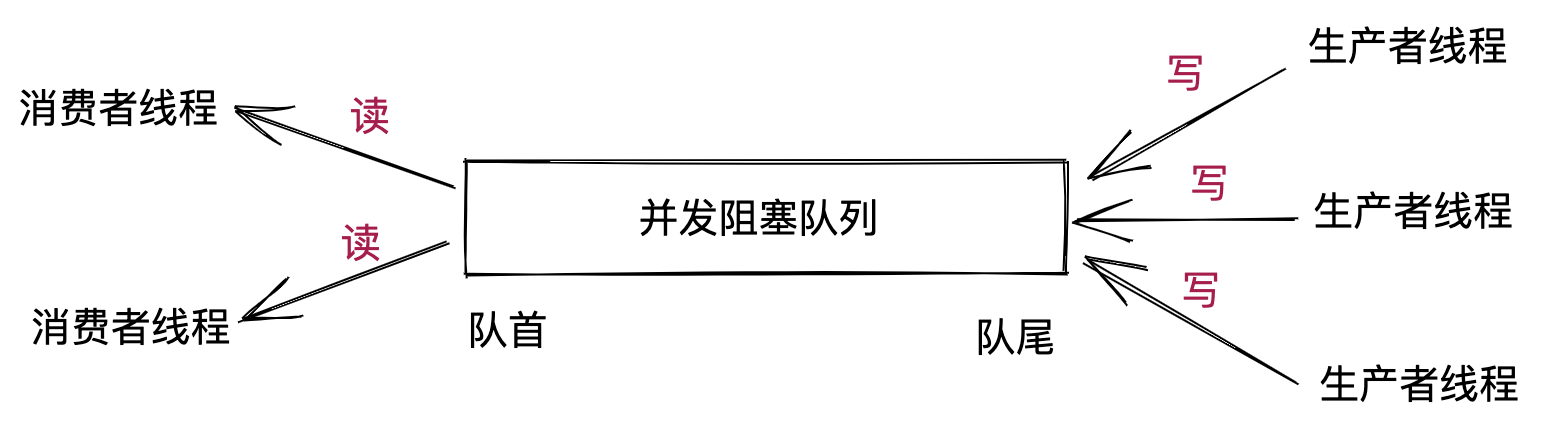 生产者线程
写
消费者线程
读
写
生产者线程
并发阻塞队列
读
写
消费者线程
队首
队尾
生产者线程